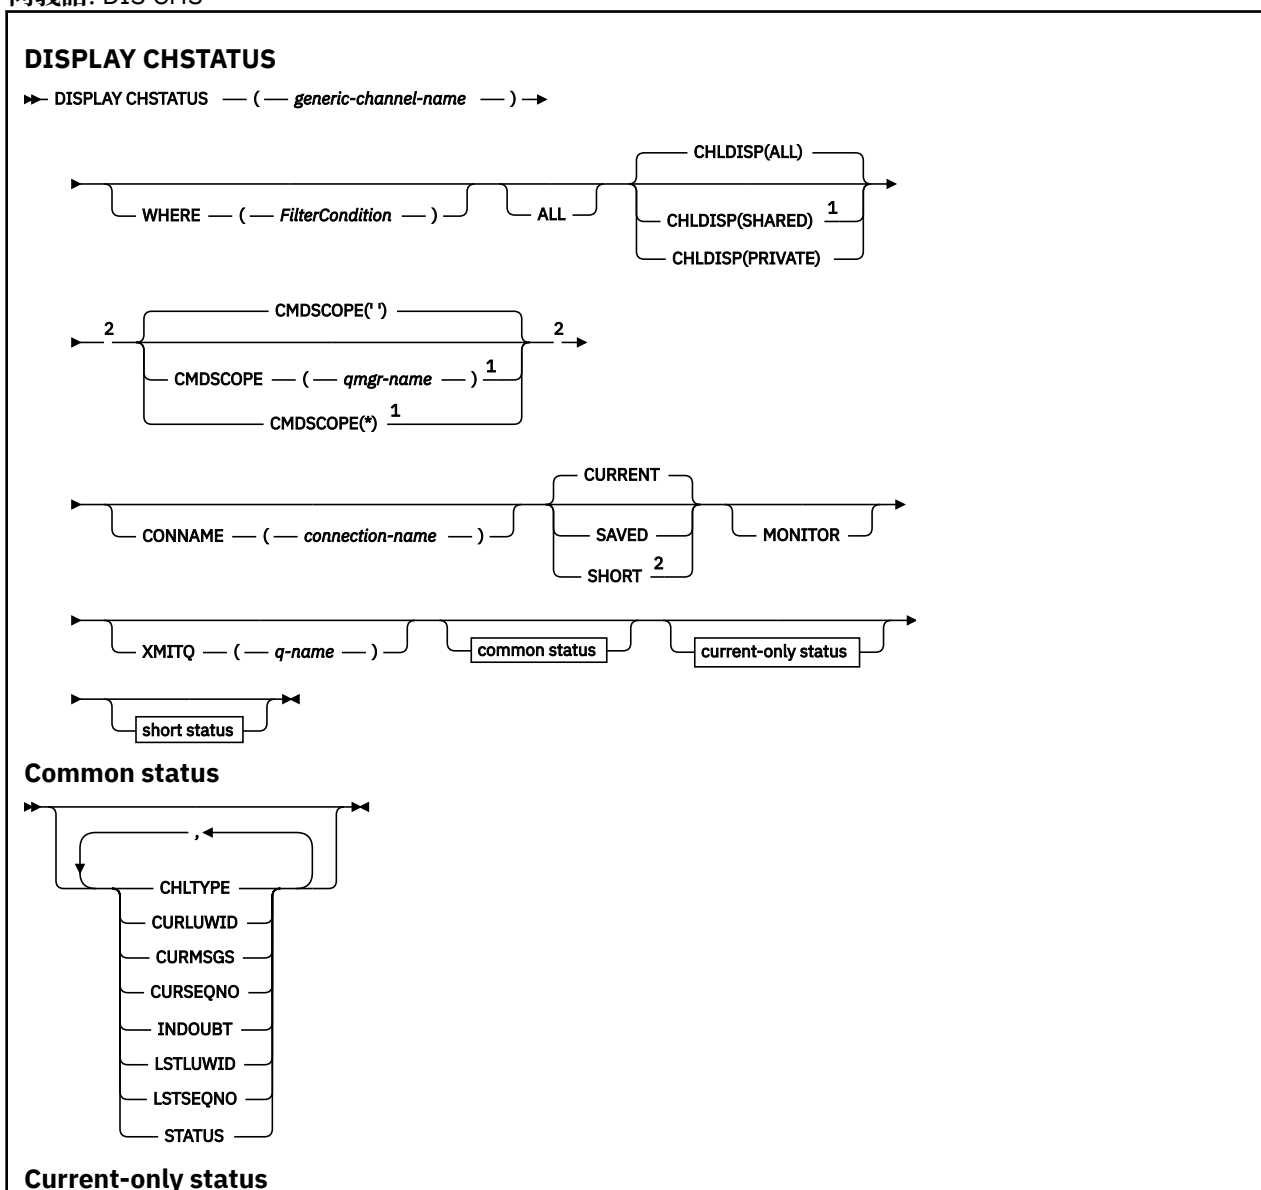 DIS CHS
DISPLAY CHSTATUS
DISPLAY CHSTATUS ( generic-channel-name )
CHLDISP(ALL)
WHERE ( FilterCondition ) ALL CHLDISP(SHARED) 1
CHLDISP(PRIVATE)
CMDSCOPE(' ')
2 2
CMDSCOPE ( qmgr-name ) 1
CMDSCOPE(*) 1
CURRENT
CONNAME ( connection-name ) SAVED MONITOR
SHORT 2
XMITQ ( q-name ) common status current-only status
short status
Common status
,
CHLTYPE
CURLUWID
CURMSGS
CURSEQNO
INDOUBT
LSTLUWID
LSTSEQNO
STATUS
Current-only status